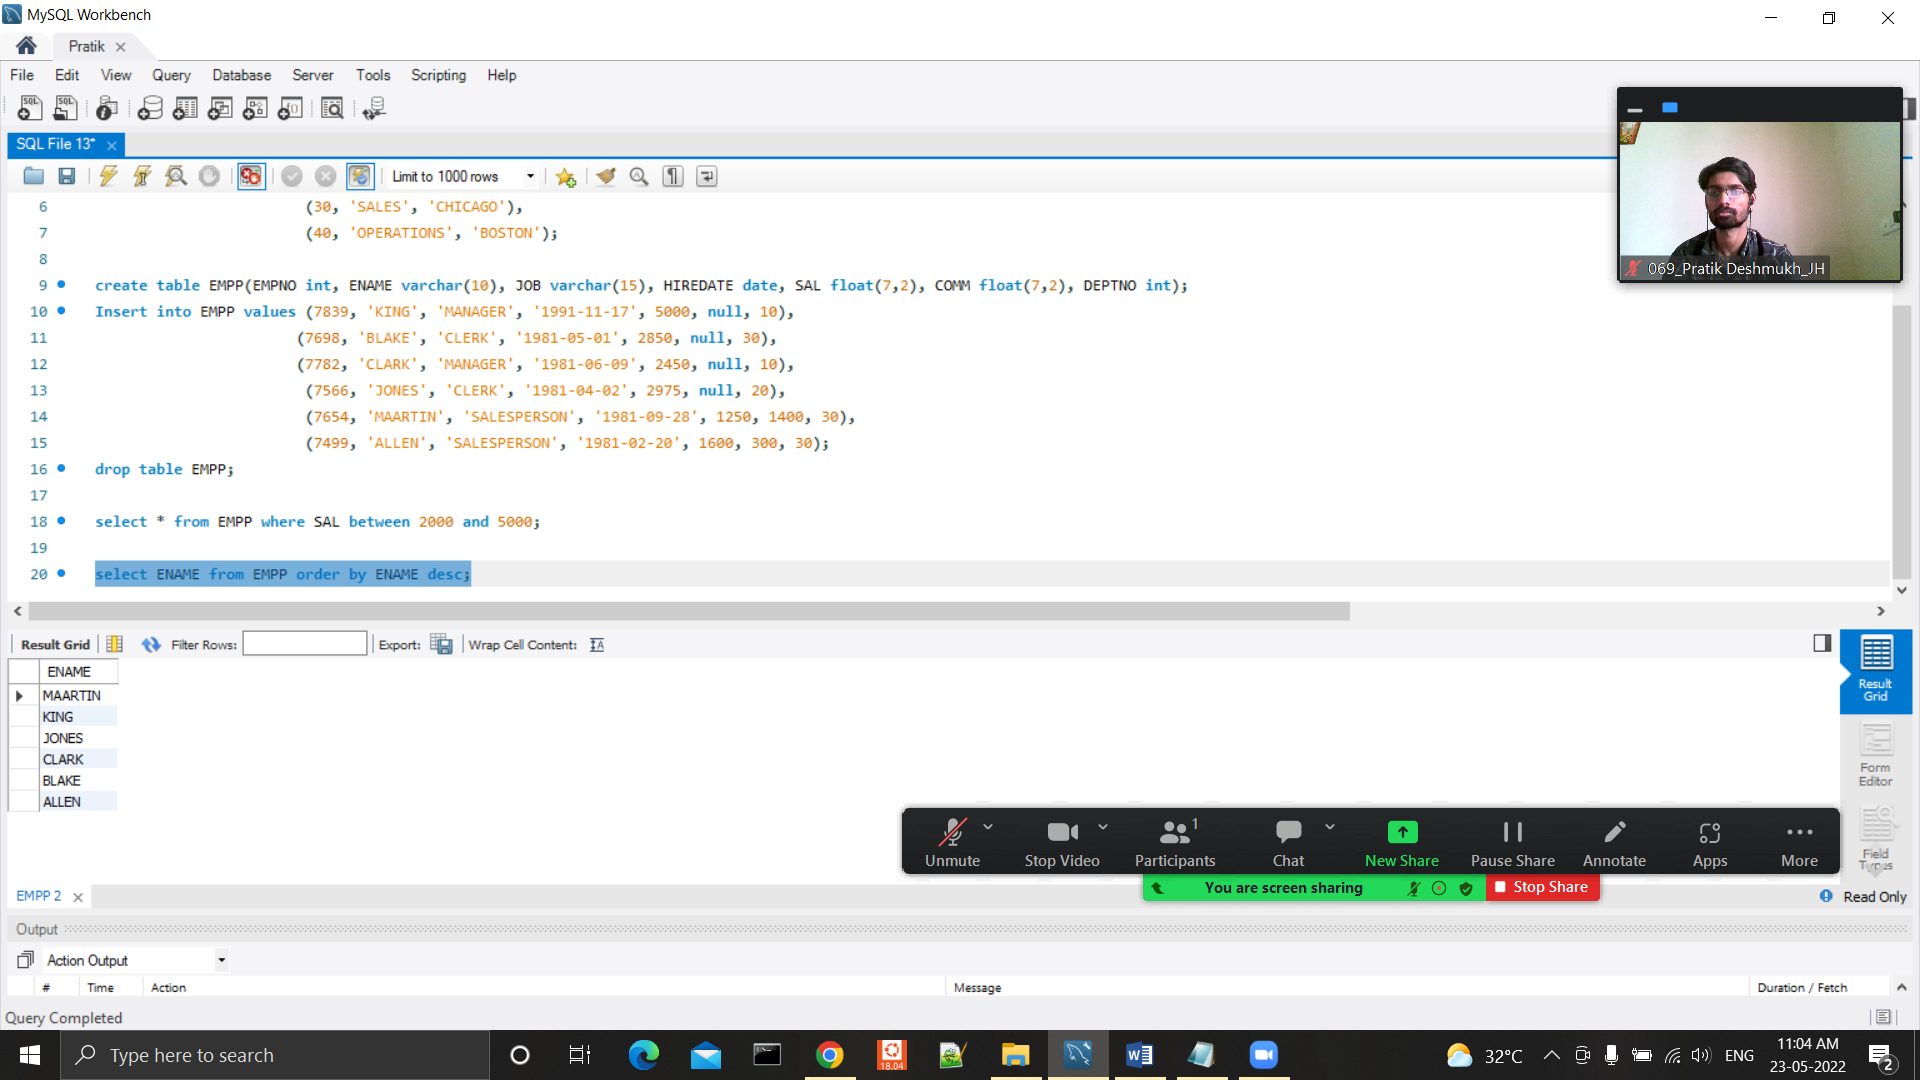 MySQL Workbench
Pratik
File Edit View Query Database Server Tools Scripting Help
SQL File 13*
Limit to 1000 rows
6 (30, 'SALES', 'CHICAGO'),
7 (40, 'OPERATIONS', 'BOSTON');
8
9 create table EMPP(EMPNO int, ENAME varchar(10), JOB varchar(15), HIREDATE date, SAL float(7,2), COMM float(7,2), DEPTNO int);
10 Insert into EMPP values (7839, 'KING', 'MANAGER', '1991-11-17', 5000, null, 10),
11 (7698, 'BLAKE', 'CLERK', '1981-05-01', 2850, null, 30),
12 (7782, 'CLARK', 'MANAGER', '1981-06-09', 2450, null, 10),
13 (7566, 'JONES', 'CLERK', '1981-04-02', 2975, null, 20),
14 (7654, 'MAARTIN', 'SALESPERSON', '1981-09-28', 1250, 1400, 30),
15 (7499, 'ALLEN', 'SALESPERSON', '1981-02-20', 1600, 300, 30);
16 drop table EMPP;
17
18 select * from EMPP where SAL between 2000 and 5000;
19
20 select ENAME from EMPP order by ENAME desc;
069_Pratik Deshmukh_JH
Result Grid Filter Rows: Export: Wrap Cell Content:
ENAME
MAARTIN
KING
JONES
CLARK
BLAKE
ALLEN
Result
Grid
Form
Editor
Field
Types
Unmute Stop Video Participants 1 Chat New Share Pause Share Annotate Apps More
You are screen sharing Stop Share
EMPP 2
Read Only
Output
Action Output
# Time Action Message Duration / Fetch
Query Completed
Type here to search
18.04
32°C
ENG
11:04 AM
23-05-2022
2